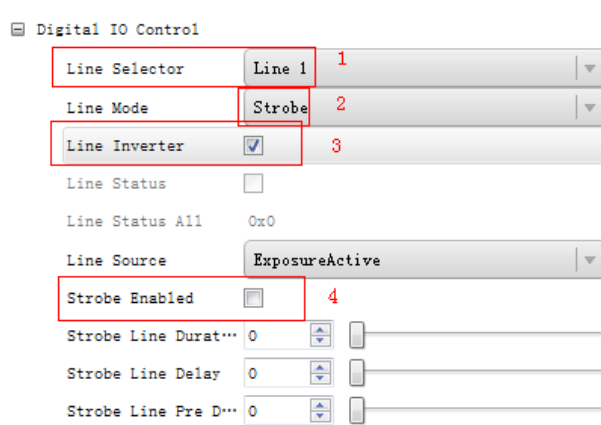 Digital IO Control
Line Selector Line 1 1
Line Mode Strobe 2
Line Inverter 3
Line Status
Line Status All 0x0
Line Source ExposureActive
Strobe Enabled 4
Strobe Line Durat… 0
Strobe Line Delay 0
Strobe Line Pre D… 0